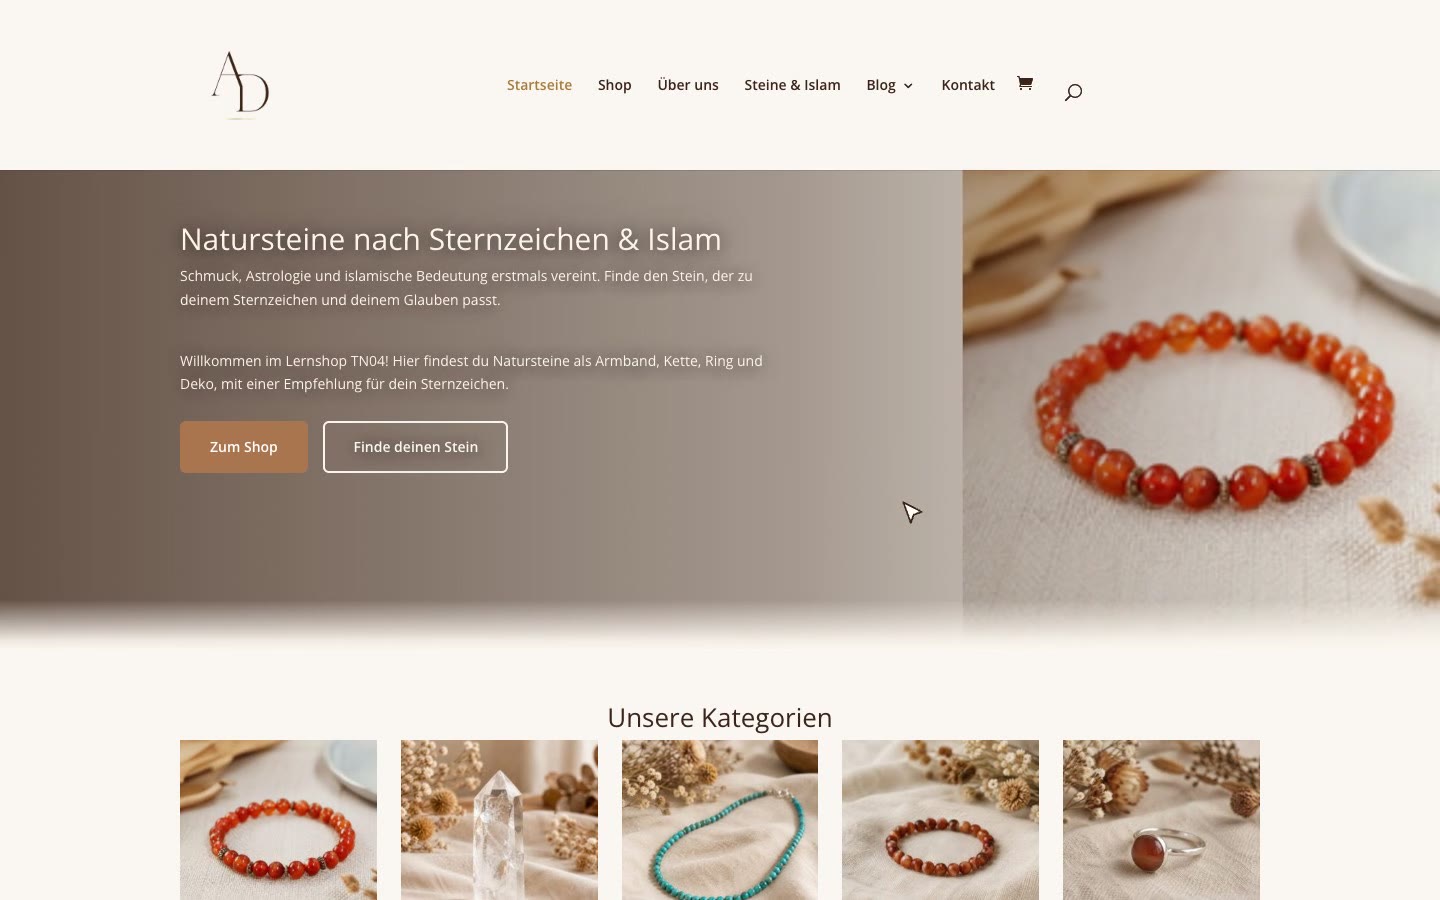 AD
Startseite Shop Über uns Steine & Islam Blog Kontakt
Natursteine nach Sternzeichen & Islam
Schmuck, Astrologie und islamische Bedeutung erstmals vereint. Finde den Stein, der zu
deinem Sternzeichen und deinem Glauben passt.
Willkommen im Lernshop TN04! Hier findest du Natursteine als Armband, Kette, Ring und
Deko, mit einer Empfehlung für dein Sternzeichen.
Zum Shop Finde deinen Stein
Unsere Kategorien